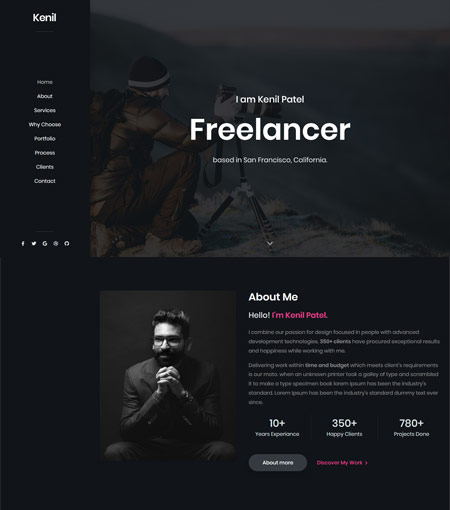 Kenil
Home
About
Services
Why Choose
Portfolio
Process
Clients
Contact
I am Kenil Patel
Freelancer
based in San Francisco, California.
About Me
Hello! I'm Kenil Patel.
I combine our passion for design focused in people with advanced
development technologies. 350+ clients have procured exceptional results
and happiness while working with me.
Delivering work within time and budget which meets client's requirements
is our moto. when an unknown printer took a galley of type and scrambled
it to make a type specimen book lorem Ipsum has been the industry's
standard. Lorem Ipsum has been the industry's standard dummy text ever
since.
10+ 350+ 780+
Years Experiance Happy Clients Projects Done
About more Discover My Work